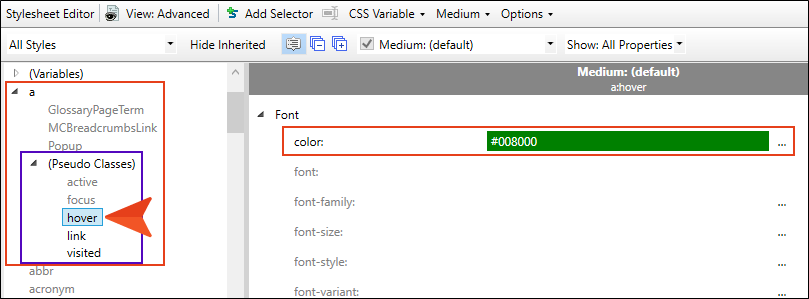 Stylesheet Editor View: Advanced Add Selector CSS Variable Medium Options
All Styles Hide Inherited Medium: (default) Show: All Properties
(Variables)
a
GlossaryPageTerm
MCBreadcrumbsLink
Popup
(Pseudo Classes)
active
focus
hover
link
visited
abbr
acronym
Medium: (default)
a:hover
Font
color: #008000 ...
font:
font-family: ...
font-size: ...
font-style: ...
font-variant: ...